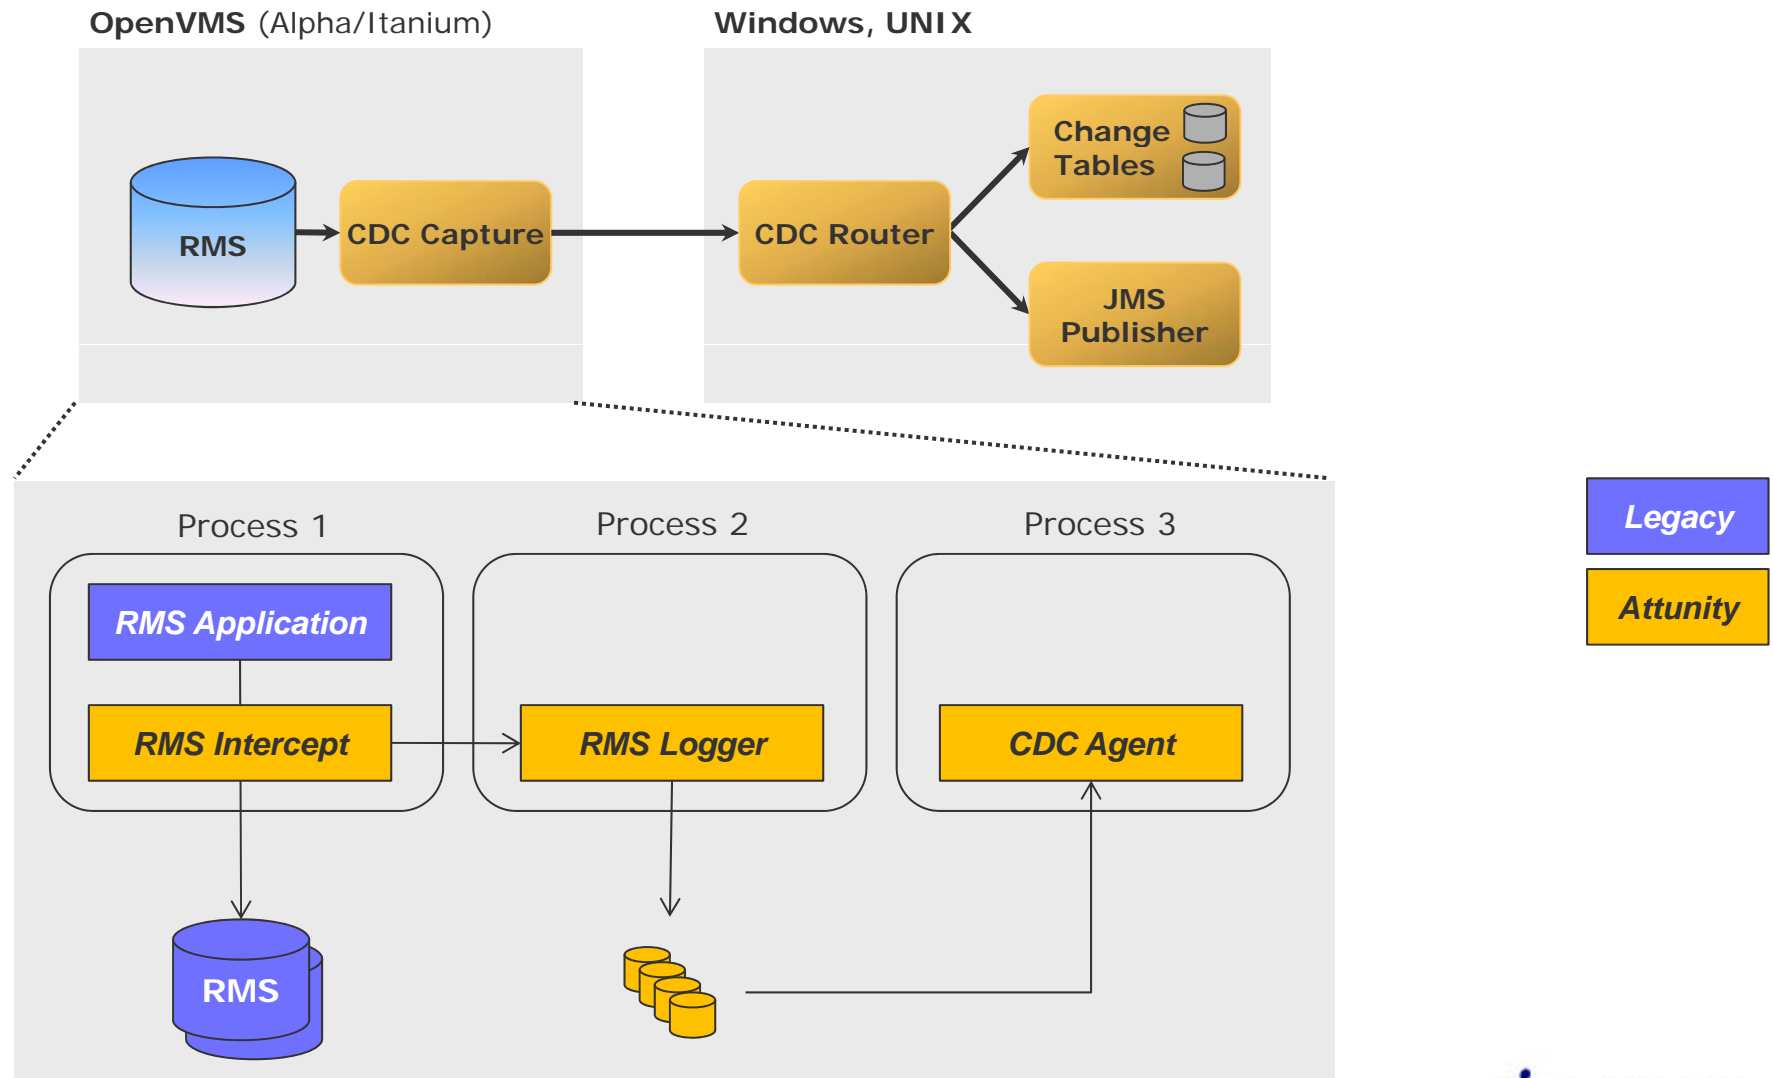 OpenVMS (Alpha/Itanium)
Windows, UNIX
RMS
CDC Capture
CDC Router
Change
Tables
JMS
Publisher
Process 1
Process 2
Process 3
RMS Application
RMS Intercept
RMS Logger
CDC Agent
RMS
Legacy
Attunity